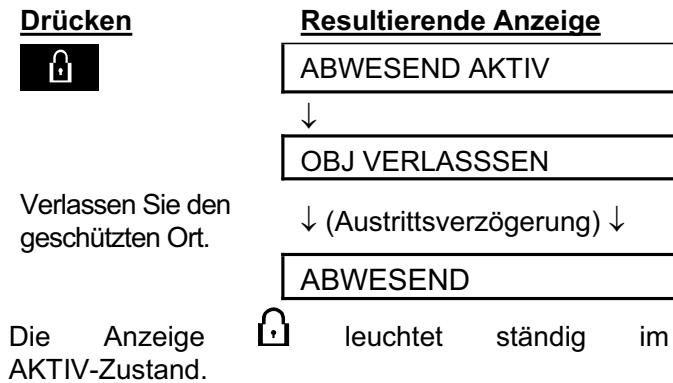 Drücken Resultierende Anzeige
ABWESEND AKTIV
↓
OBJ VERLASSSEN
Verlassen Sie den
geschützten Ort.
↓ (Austrittsverzögerung) ↓
ABWESEND
Die Anzeige leuchtet ständig im
AKTIV-Zustand.